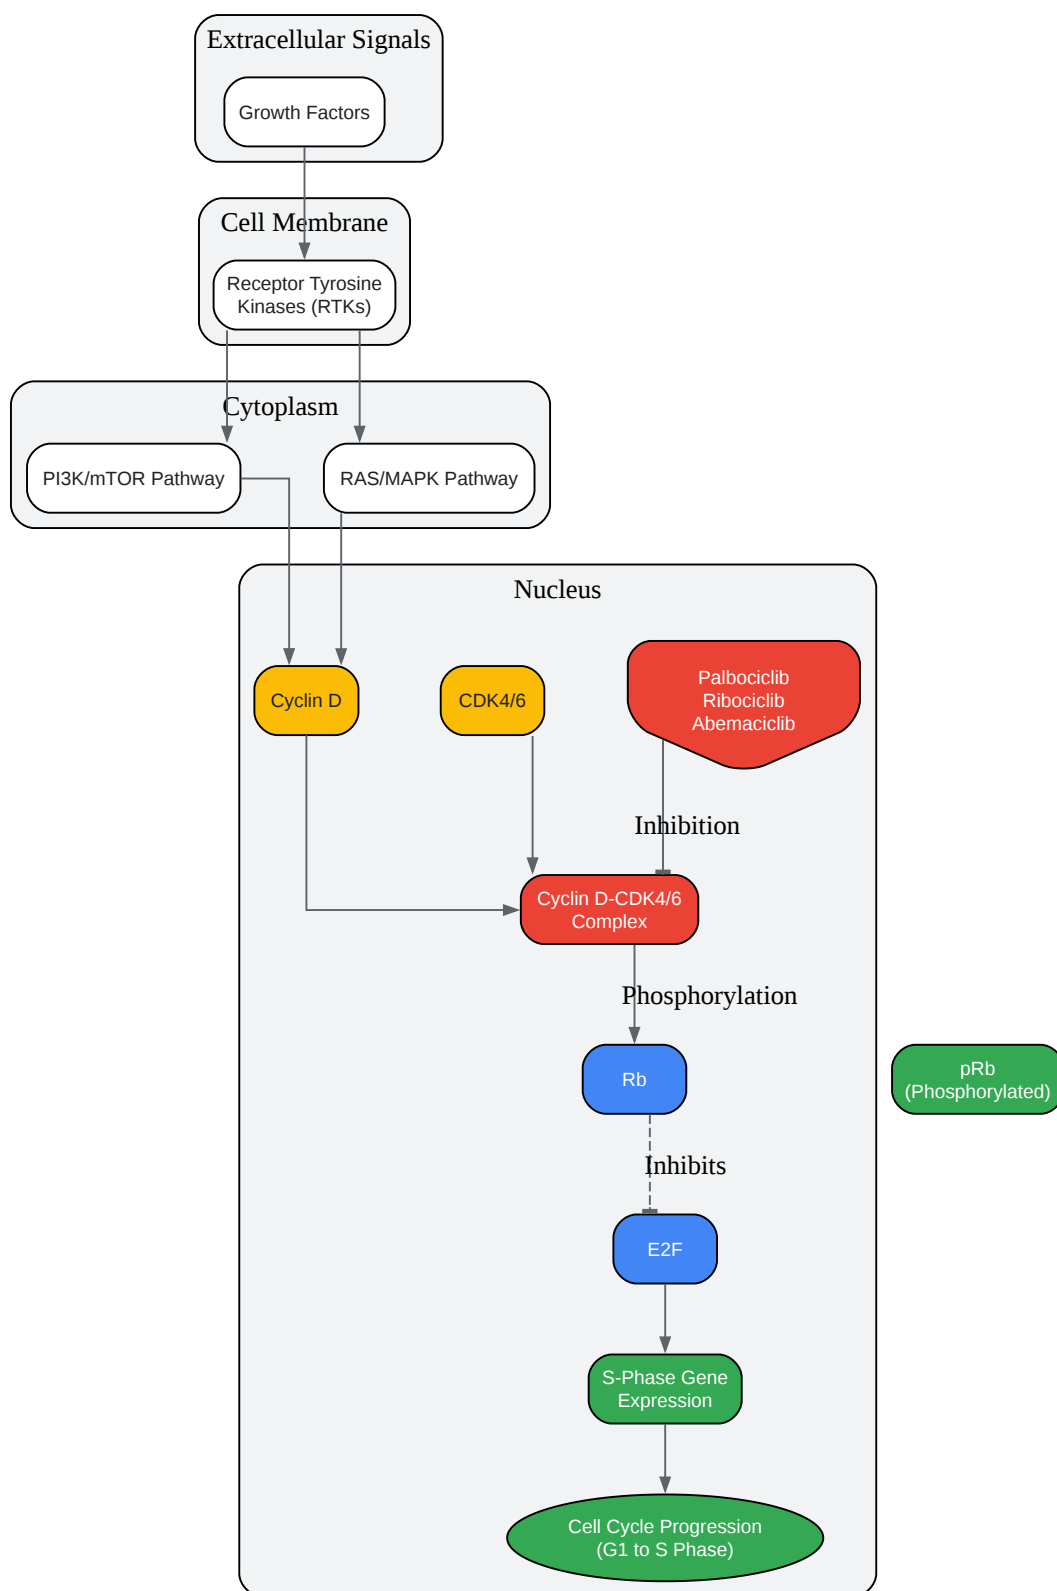 Extracellular Signals
Growth Factors
Cell Membrane
Receptor Tyrosine
Kinases (RTKs)
Cytoplasm
PI3K/mTOR Pathway
RAS/MAPK Pathway
Nucleus
Cyclin D
CDK4/6
Palbociclib
Ribociclib
Abemaciclib
Inhibition
Cyclin D-CDK4/6
Complex
Phosphorylation
Rb
pRb
(Phosphorylated)
Inhibits
E2F
S-Phase Gene
Expression
Cell Cycle Progression
(G1 to S Phase)